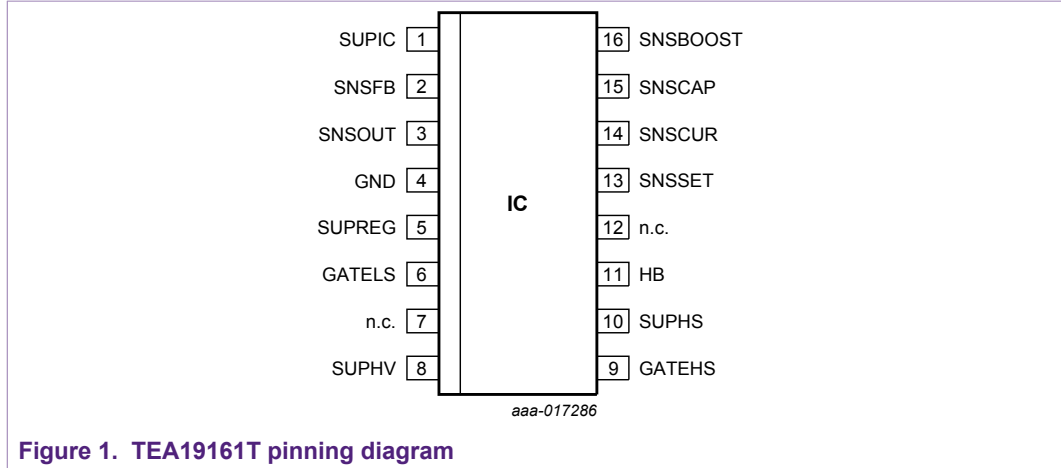 SUPIC 1
SNSFB 2
SNSOUT 3
GND 4
SUPREG 5
GATELS 6
n.c. 7
SUPHV 8
IC
16 SNSBOOST
15 SNSCAP
14 SNSCUR
13 SNSSET
12 n.c.
11 HB
10 SUPHS
9 GATEHS
aaa-017286
Figure 1. TEA19161T pinning diagram